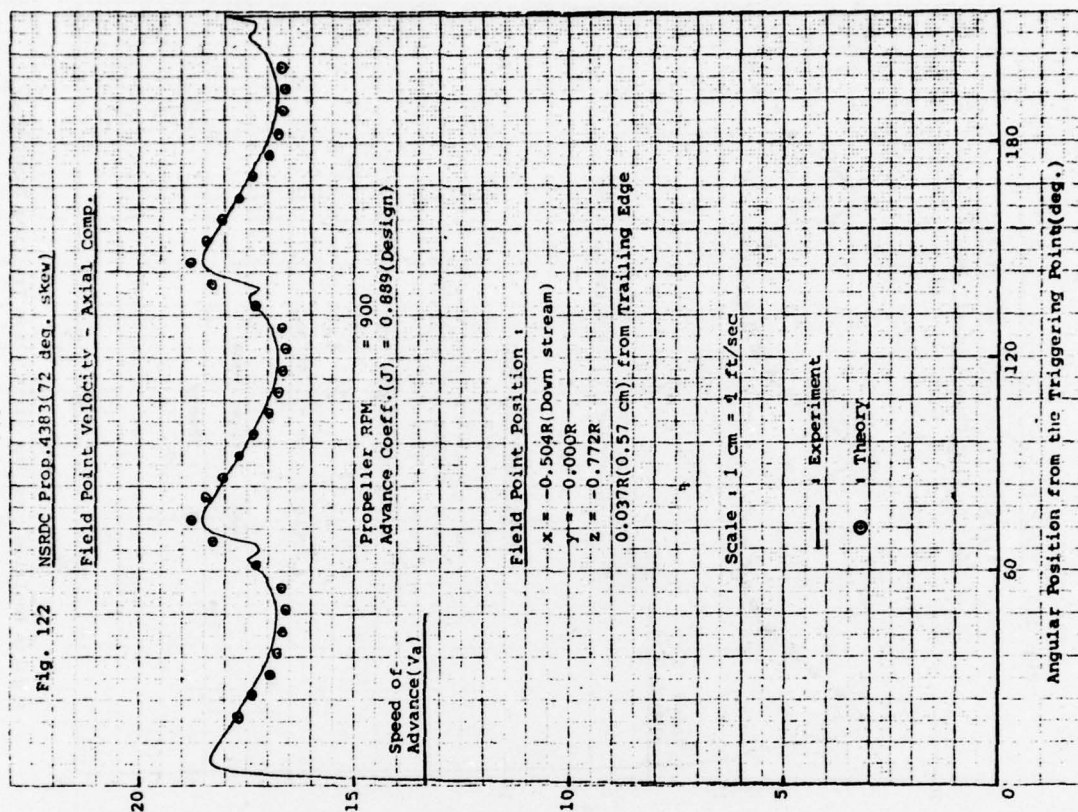 Fig. 122
NSRDC Prop.4383(72 deg. skew)
Field Point Velocity - Axial Comp.
Propeller RPM = 900
Advance Coeff.(J) = 0.889(Design)
Speed of
Advance(Va)
Field Point Position :
x = -0.504R(Down stream)
y = 0.000R
z = -0.772R
0.037R(0.57 cm) from Trailing Edge
Scale : 1 cm = 1 ft/sec
: Experiment
: Theory
20
15
10
5
0
60
120
180
Angular Position from the Triggering Point(deg.)